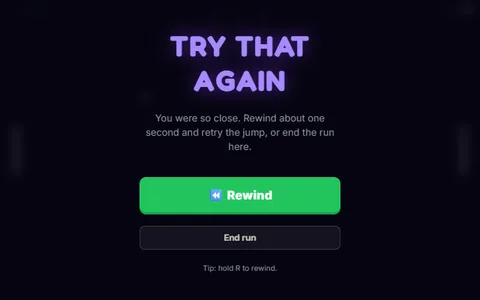 TRY THAT
AGAIN
You were so close. Rewind about one
second and retry the jump, or end the run
here.
⏪ Rewind
End run
Tip: hold R to rewind.